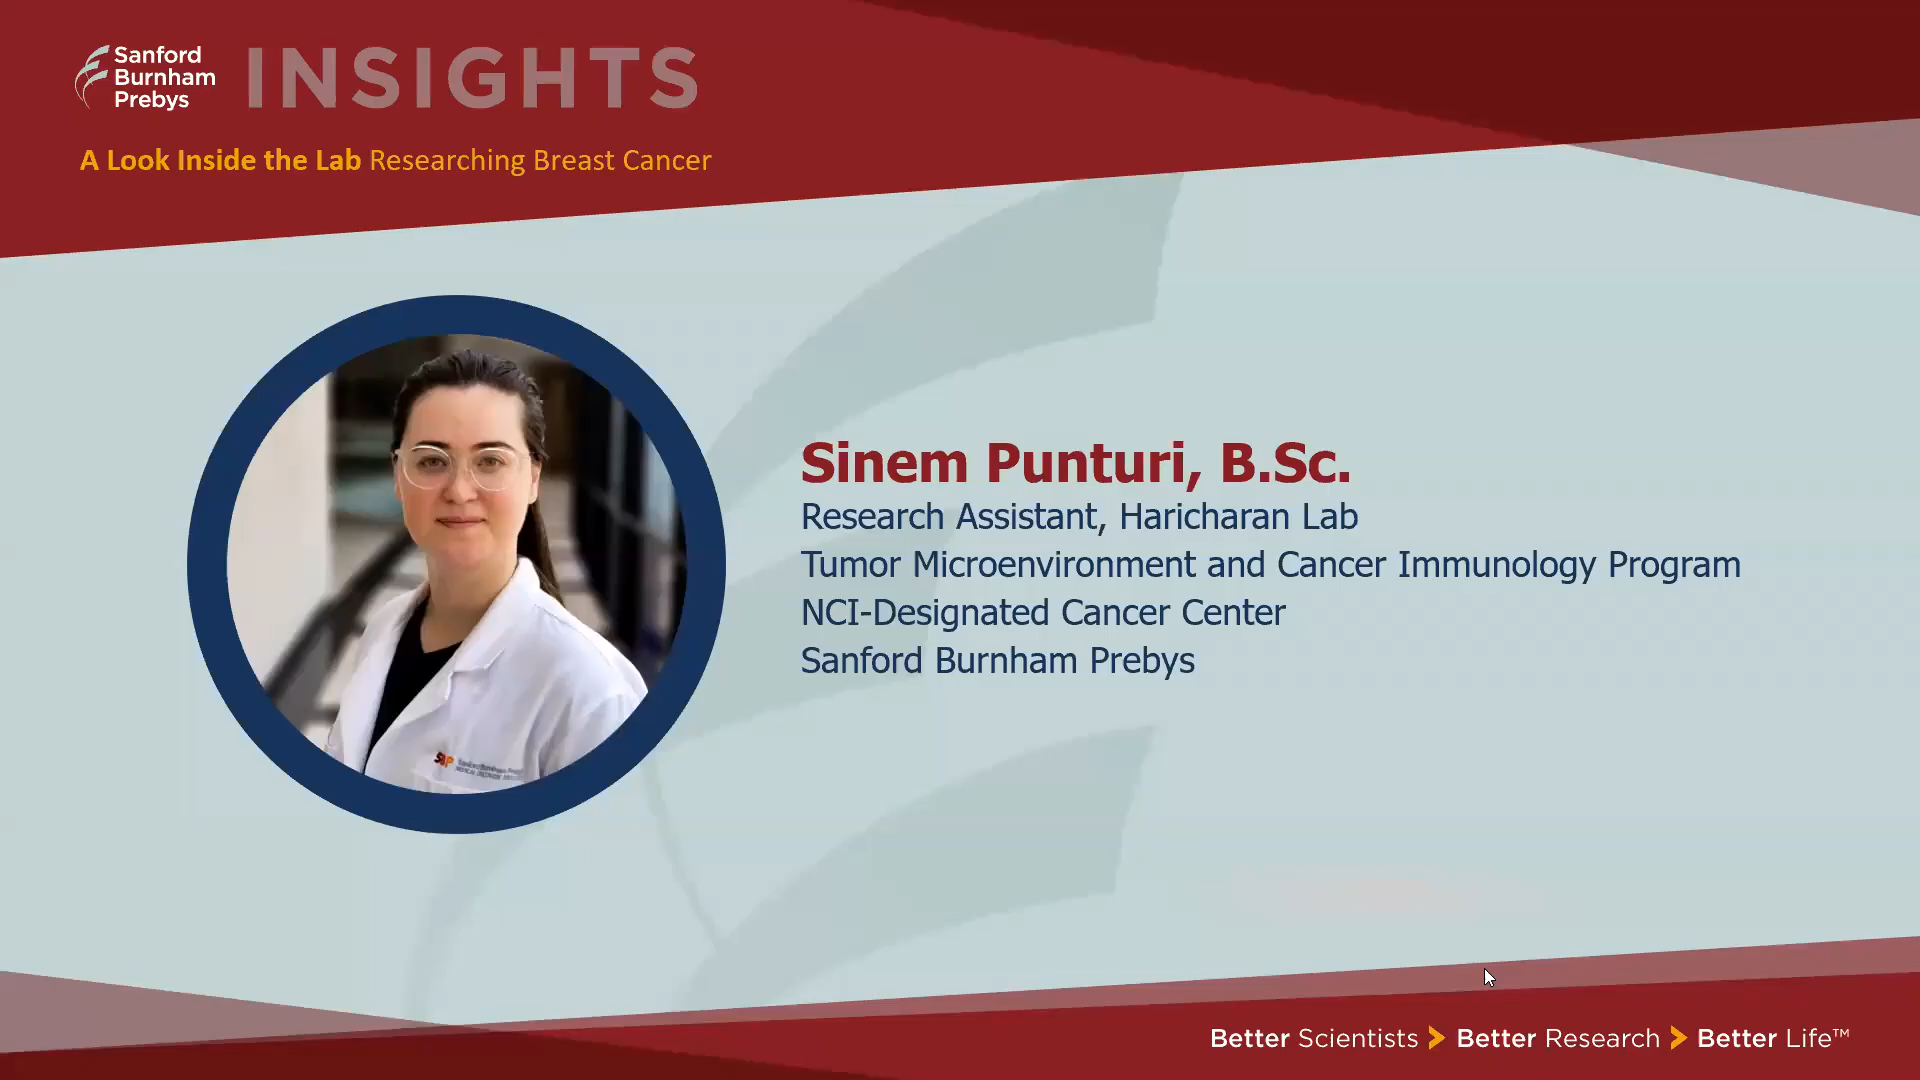 Sanford
Burnham
Prebys
INSIGHTS
A Look Inside the Lab Researching Breast Cancer
Sinem Punturi, B.Sc.
Research Assistant, Haricharan Lab
Tumor Microenvironment and Cancer Immunology Program
NCI-Designated Cancer Center
Sanford Burnham Prebys
SBP
Better Scientists > Better Research > Better Life™